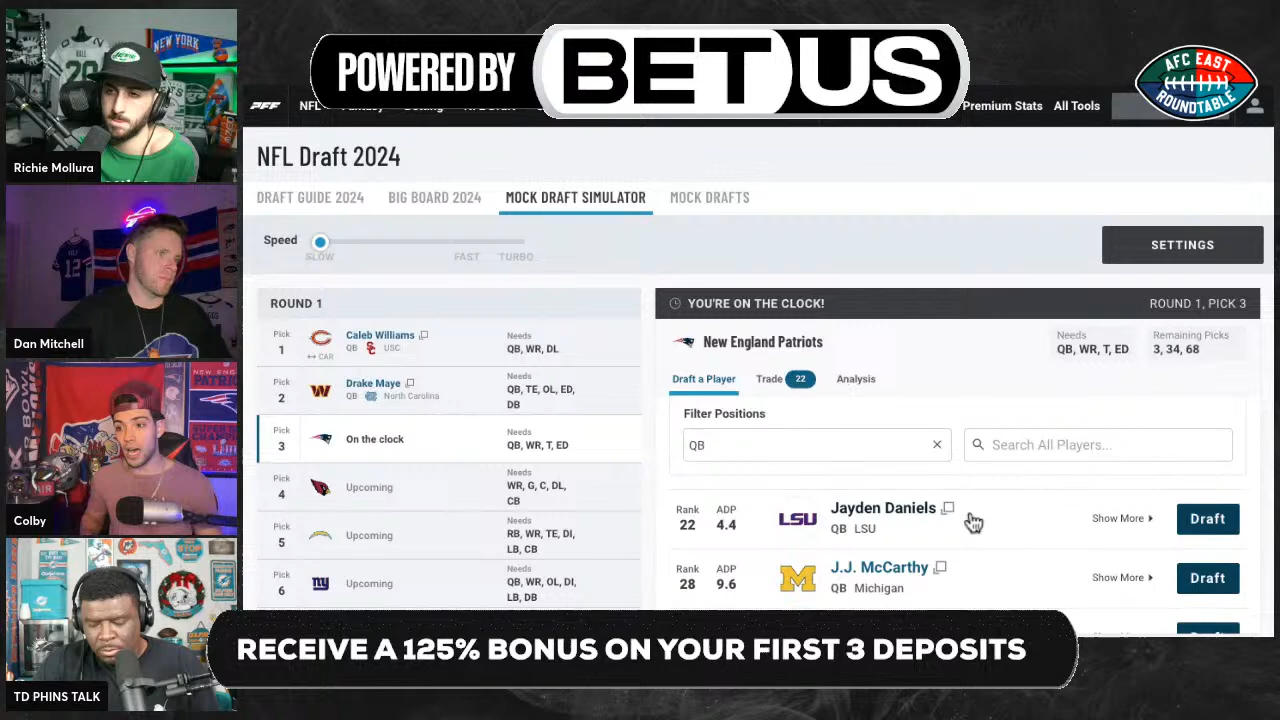 POWERED BY BETUS
AFC EAST
ROUNDTABLE
NEW YORK
Richie Mollura
12
Dan Mitchell
Colby
TD PHINS TALK
PFF
NFL
Premium Stats
All Tools
NFL Draft 2024
DRAFT GUIDE 2024
BIG BOARD 2024
MOCK DRAFT SIMULATOR
MOCK DRAFTS
Speed
SLOW
FAST
TURBO
SETTINGS
ROUND 1
Pick
1
CAR
Caleb Williams
QB USC
Needs
QB, WR, DL
Pick
2
Drake Maye
QB North Carolina
Needs
QB, TE, OL, ED,
DB
Pick
3
On the clock
Needs
QB, WR, T, ED
Pick
4
Upcoming
Needs
WR, G, C, DL,
CB
Pick
5
Upcoming
Needs
RB, WR, TE, DI,
LB, CB
Pick
6
Upcoming
Needs
QB, WR, OL, DI,
LB, DB
YOU'RE ON THE CLOCK!
ROUND 1, PICK 3
New England Patriots
Needs
QB, WR, T, ED
Remaining Picks
3, 34, 68
Draft a Player
Trade 22
Analysis
Filter Positions
QB
Search All Players...
Rank
22
ADP
4.4
LSU
Jayden Daniels
QB LSU
Show More
Draft
Rank
28
ADP
9.6
J.J. McCarthy
QB Michigan
Show More
Draft
RECEIVE A 125% BONUS ON YOUR FIRST 3 DEPOSITS